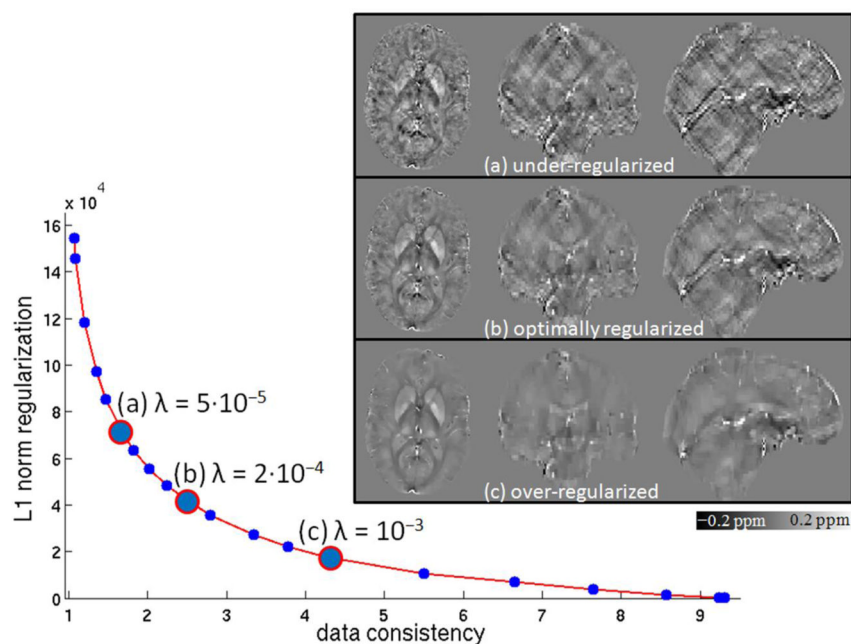 (a) under-regularized
(b) optimally regularized
(c) over-regularized
−0.2 ppm 0.2 ppm
x 10⁴
16
14
12
10
8
6
4
2
0
L1 norm regularization
(a) λ = 5·10⁻⁵
(b) λ = 2·10⁻⁴
(c) λ = 10⁻³
1 2 3 4 5 6 7 8 9
data consistency